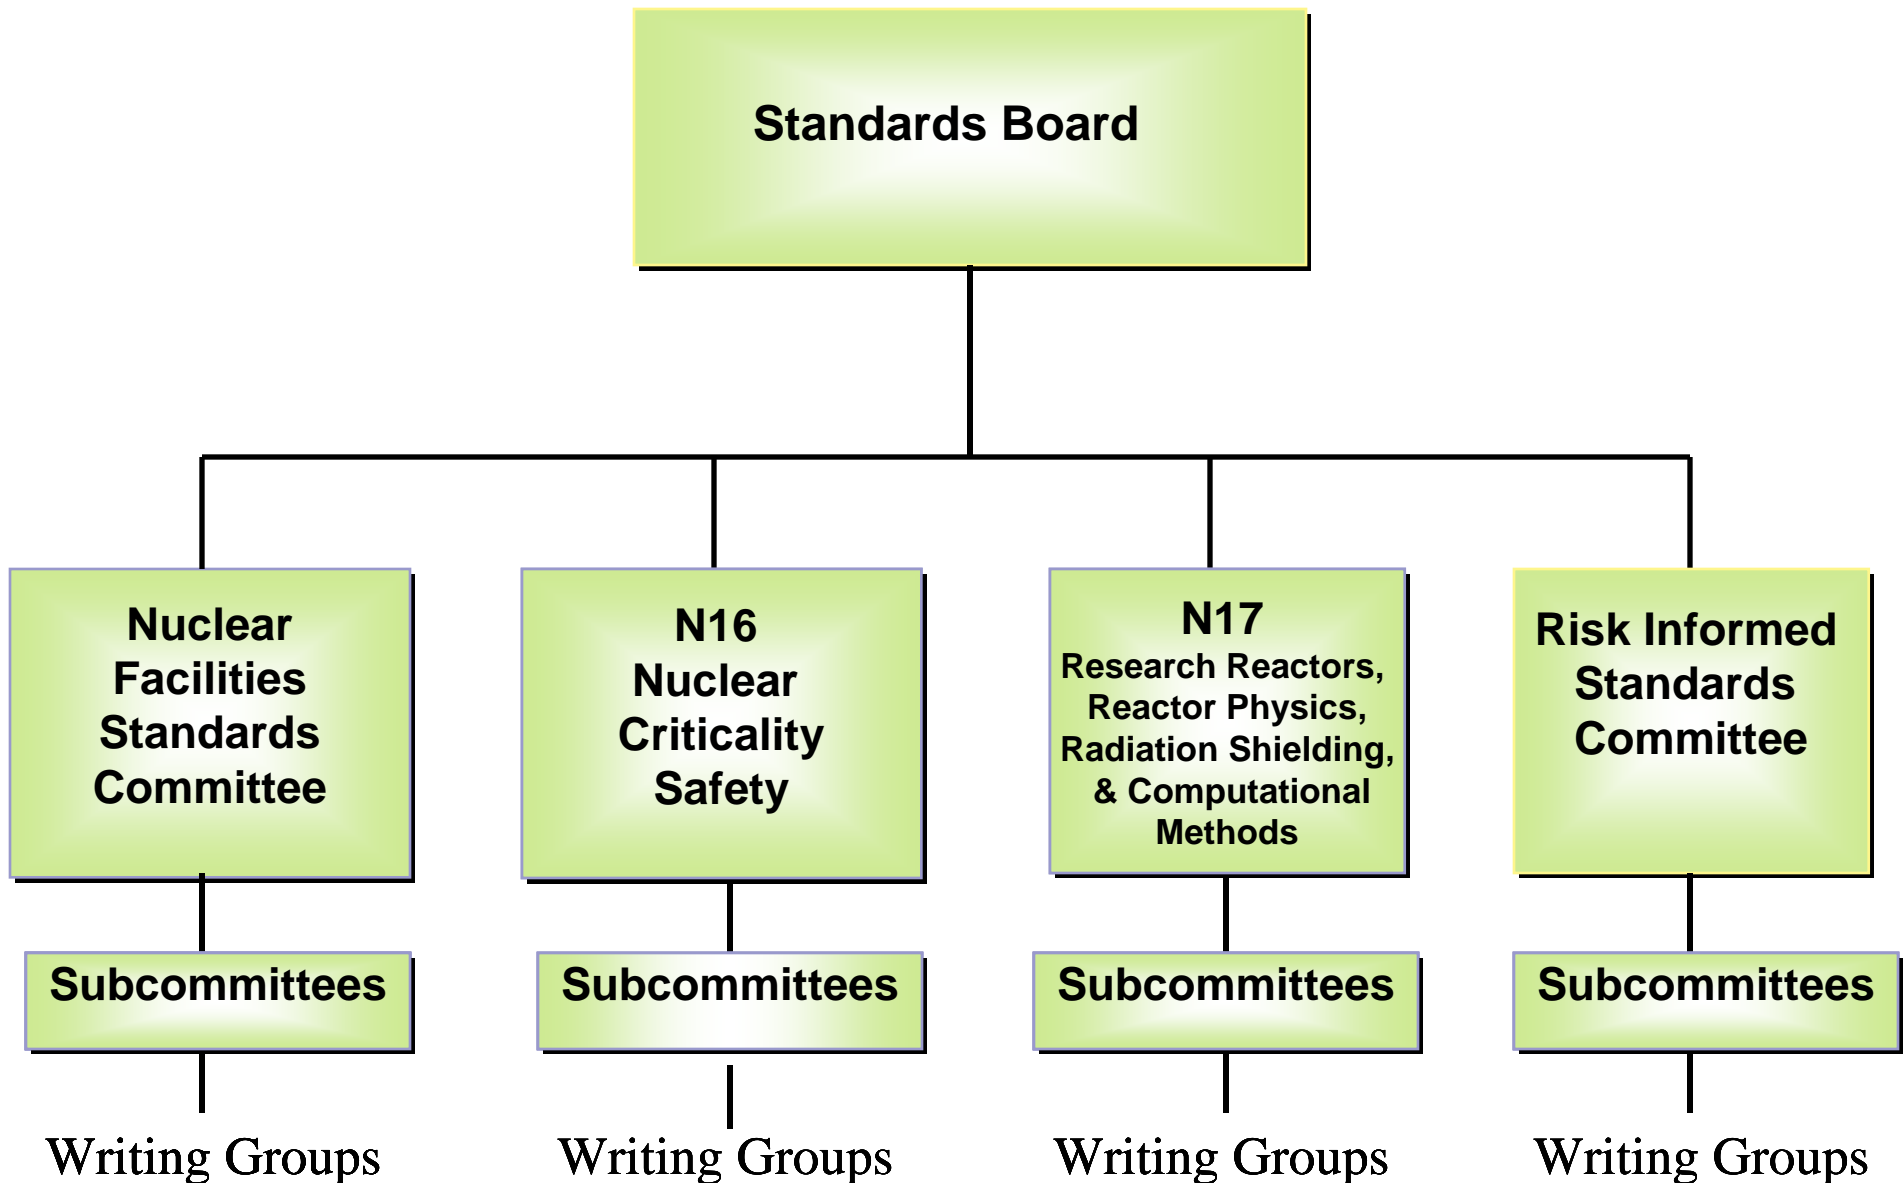 Standards Board
Nuclear
Facilities
Standards
Committee
N16
Nuclear
Criticality
Safety
N17
Research Reactors,
Reactor Physics,
Radiation Shielding,
& Computational
Methods
Risk Informed
Standards
Committee
Subcommittees
Subcommittees
Subcommittees
Subcommittees
Writing Groups
Writing Groups
Writing Groups
Writing Groups